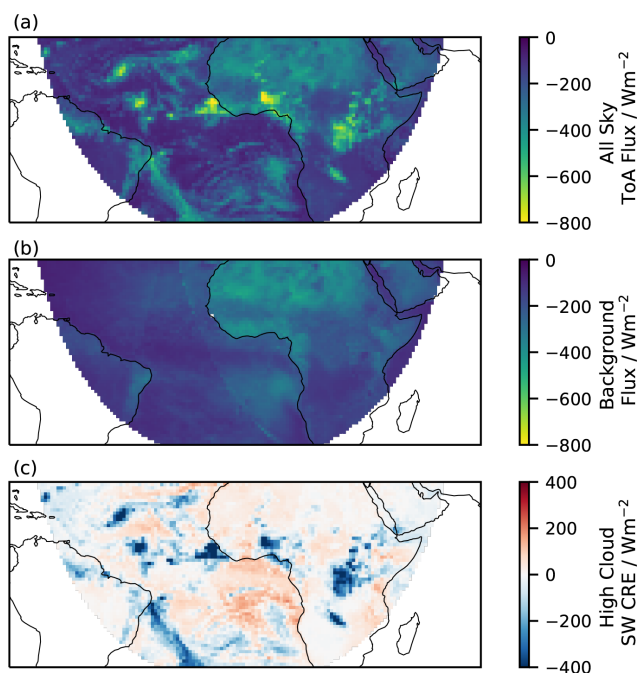 (a)
0
−200
−400
−600
−800
All Sky
ToA Flux / Wm−2
(b)
0
−200
−400
−600
−800
Background
Flux / Wm−2
(c)
400
200
0
−200
−400
High Cloud
SW CRE / Wm−2